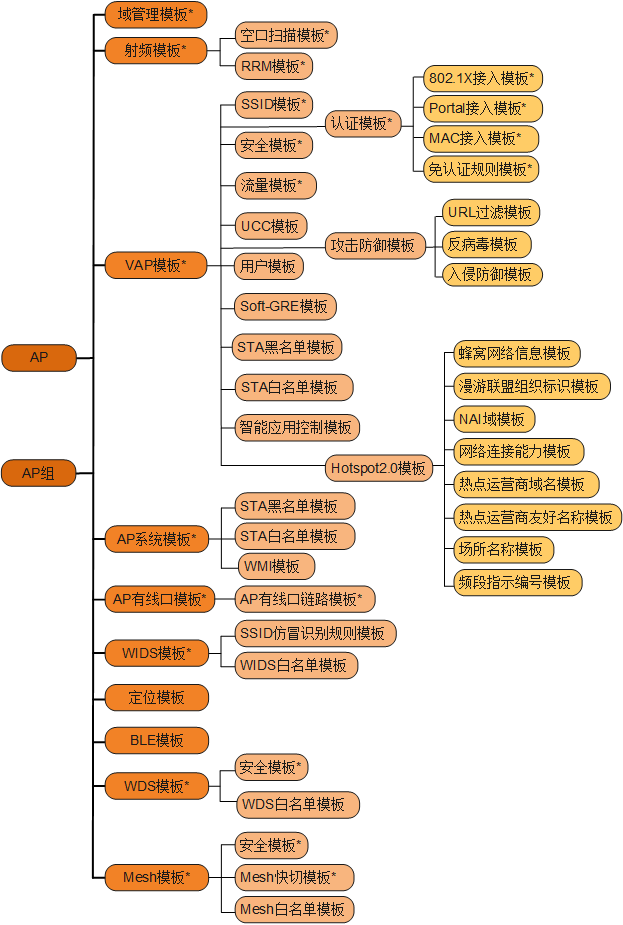 AP
AP组
域管理模板*
射频模板*
空口扫描模板*
RRM模板*
VAP模板*
SSID模板*
认证模板*
802.1X接入模板*
Portal接入模板*
MAC接入模板*
免认证规则模板*
安全模板*
流量模板*
UCC模板
攻击防御模板
URL过滤模板
反病毒模板
入侵防御模板
用户模板
Soft-GRE模板
STA黑名单模板
STA白名单模板
智能应用控制模板
Hotspot2.0模板
蜂窝网络信息模板
漫游联盟组织标识模板
NAI域模板
网络连接能力模板
热点运营商域名模板
热点运营商友好名称模板
场所名称模板
频段指示编号模板
AP系统模板*
STA黑名单模板
STA白名单模板
WMI模板
AP有线口模板*
AP有线口链路模板*
WIDS模板*
SSID仿冒识别规则模板
WIDS白名单模板
定位模板
BLE模板
WDS模板*
安全模板*
WDS白名单模板
Mesh模板*
安全模板*
Mesh快切模板*
Mesh白名单模板